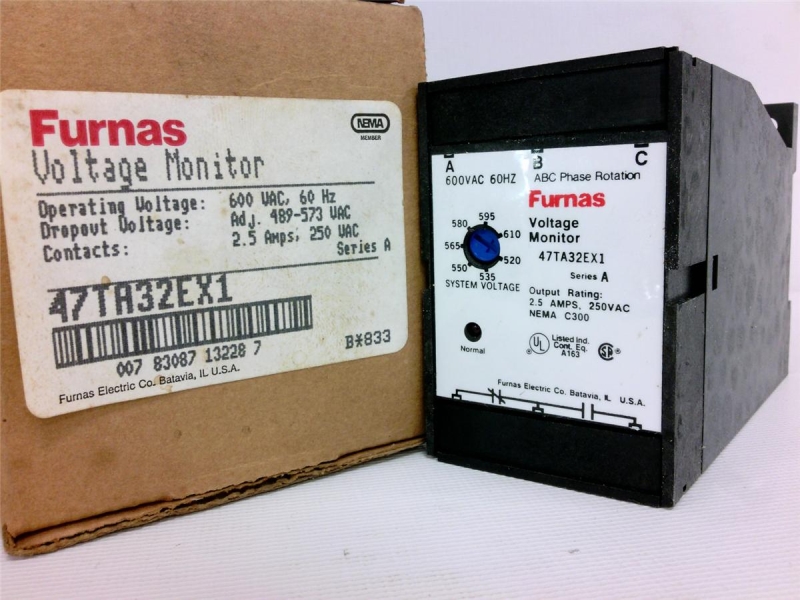 Furnas
NEMA
MEMBER
Voltage Monitor
Operating Voltage: 600 VAC, 60 Hz
Dropout Voltage: Adj. 489-573 VAC
Contacts: 2.5 Amps, 250 VAC
Series A
47TA32EX1
007 83087 13228 7
B*833
Furnas Electric Co. Batavia, IL U.S.A.
A B C
600VAC 60HZ ABC Phase Rotation
Furnas
Voltage
Monitor
47TA32EX1
Series A
595
580 610
565 520
550 535
SYSTEM VOLTAGE
Output Rating:
2.5 AMPS, 250VAC
NEMA C300
Normal
UL
Listed Ind.
Cont. Eq.
A163
SA
Furnas Electric Co. Batavia, IL U.S.A.